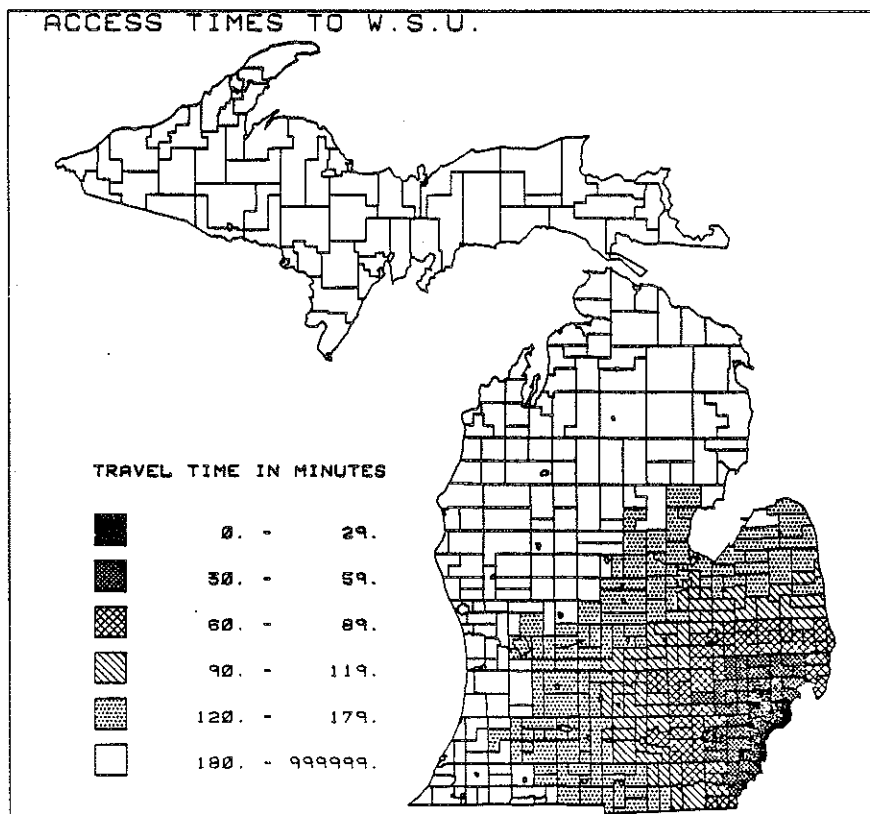 ACCESS TIMES TO W.S.U.
TRAVEL TIME IN MINUTES
0. - 29.
30. - 59.
60. - 89.
90. - 119.
120. - 179.
180. - 999999.